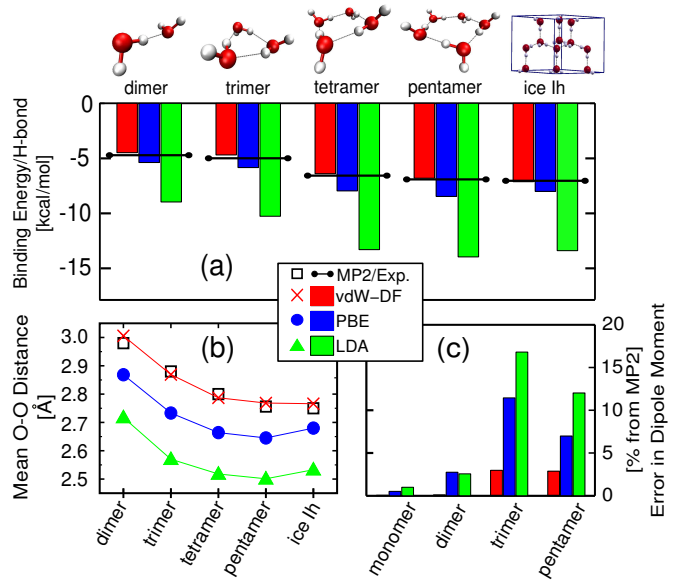 dimer trimer tetramer pentamer ice Ih
Binding Energy/H-bond
[kcal/mol]
0
-5
-10
-15
(a)
MP2/Exp.
vdW-DF
PBE
LDA
Mean O-O Distance
[Å]
3.0
2.9
2.8
2.7
2.6
2.5
(b)
dimer
trimer
tetramer
pentamer
ice Ih
(c)
20
15
10
5
0
[% from MP2]
Error in Dipole Moment
monomer
dimer
trimer
pentamer